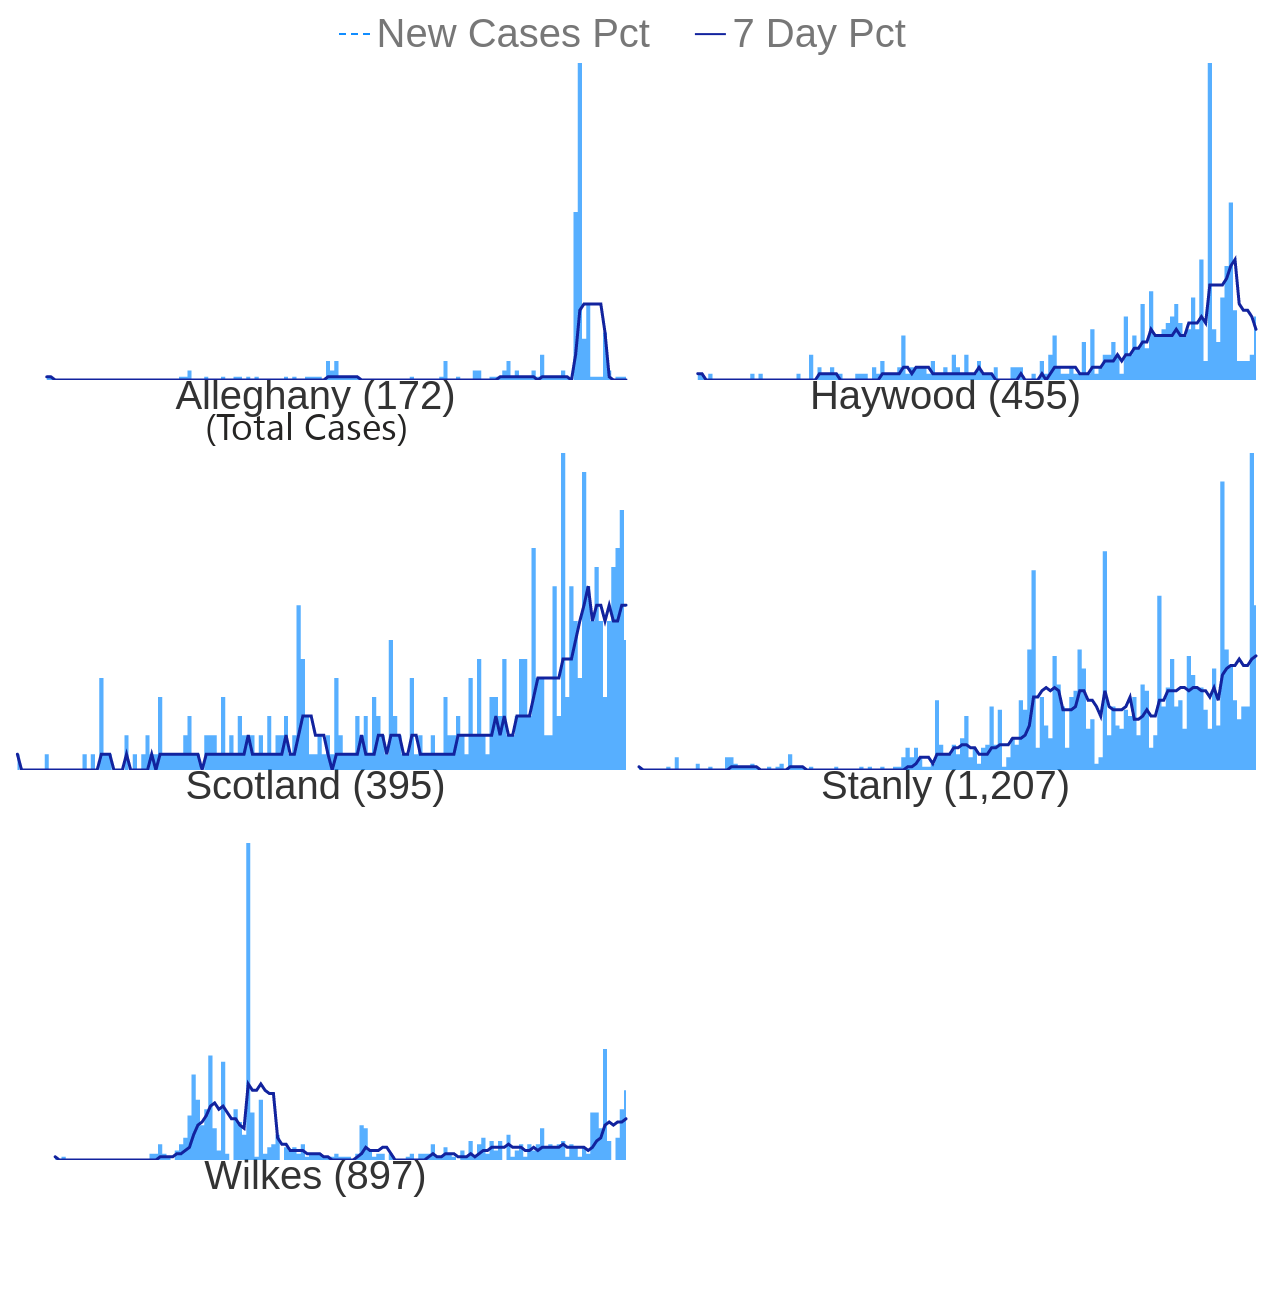 New Cases Pct 7 Day Pct
Alleghany (172) Haywood (455)
(Total Cases)
Scotland (395) Stanly (1,207)
Wilkes (897)